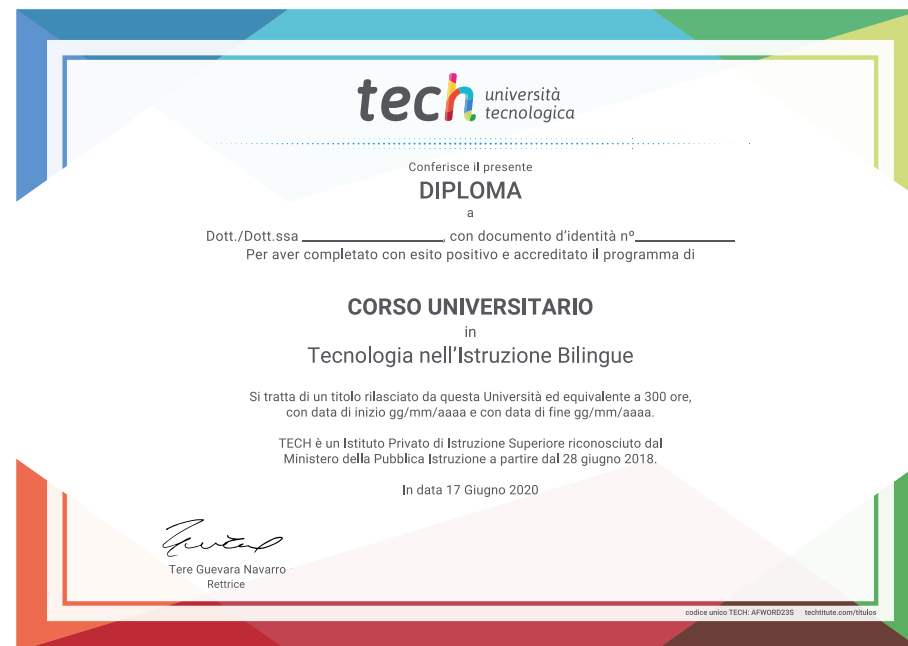 tech università
tecnologica
Conferisce il presente
DIPLOMA
a
Dott./Dott.ssa ____________________, con documento d'identità nº______________
Per aver completato con esito positivo e accreditato il programma di
CORSO UNIVERSITARIO
in
Tecnologia nell'Istruzione Bilingue
Si tratta di un titolo rilasciato da questa Università ed equivalente a 300 ore,
con data di inizio gg/mm/aaaa e con data di fine gg/mm/aaaa.
TECH è un Istituto Privato di Istruzione Superiore riconosciuto dal
Ministero della Pubblica Istruzione a partire dal 28 giugno 2018.
In data 17 Giugno 2020
Tere Guevara Navarro
Rettrice
codice unico TECH: AFWORD23S techtitute.com/titulos